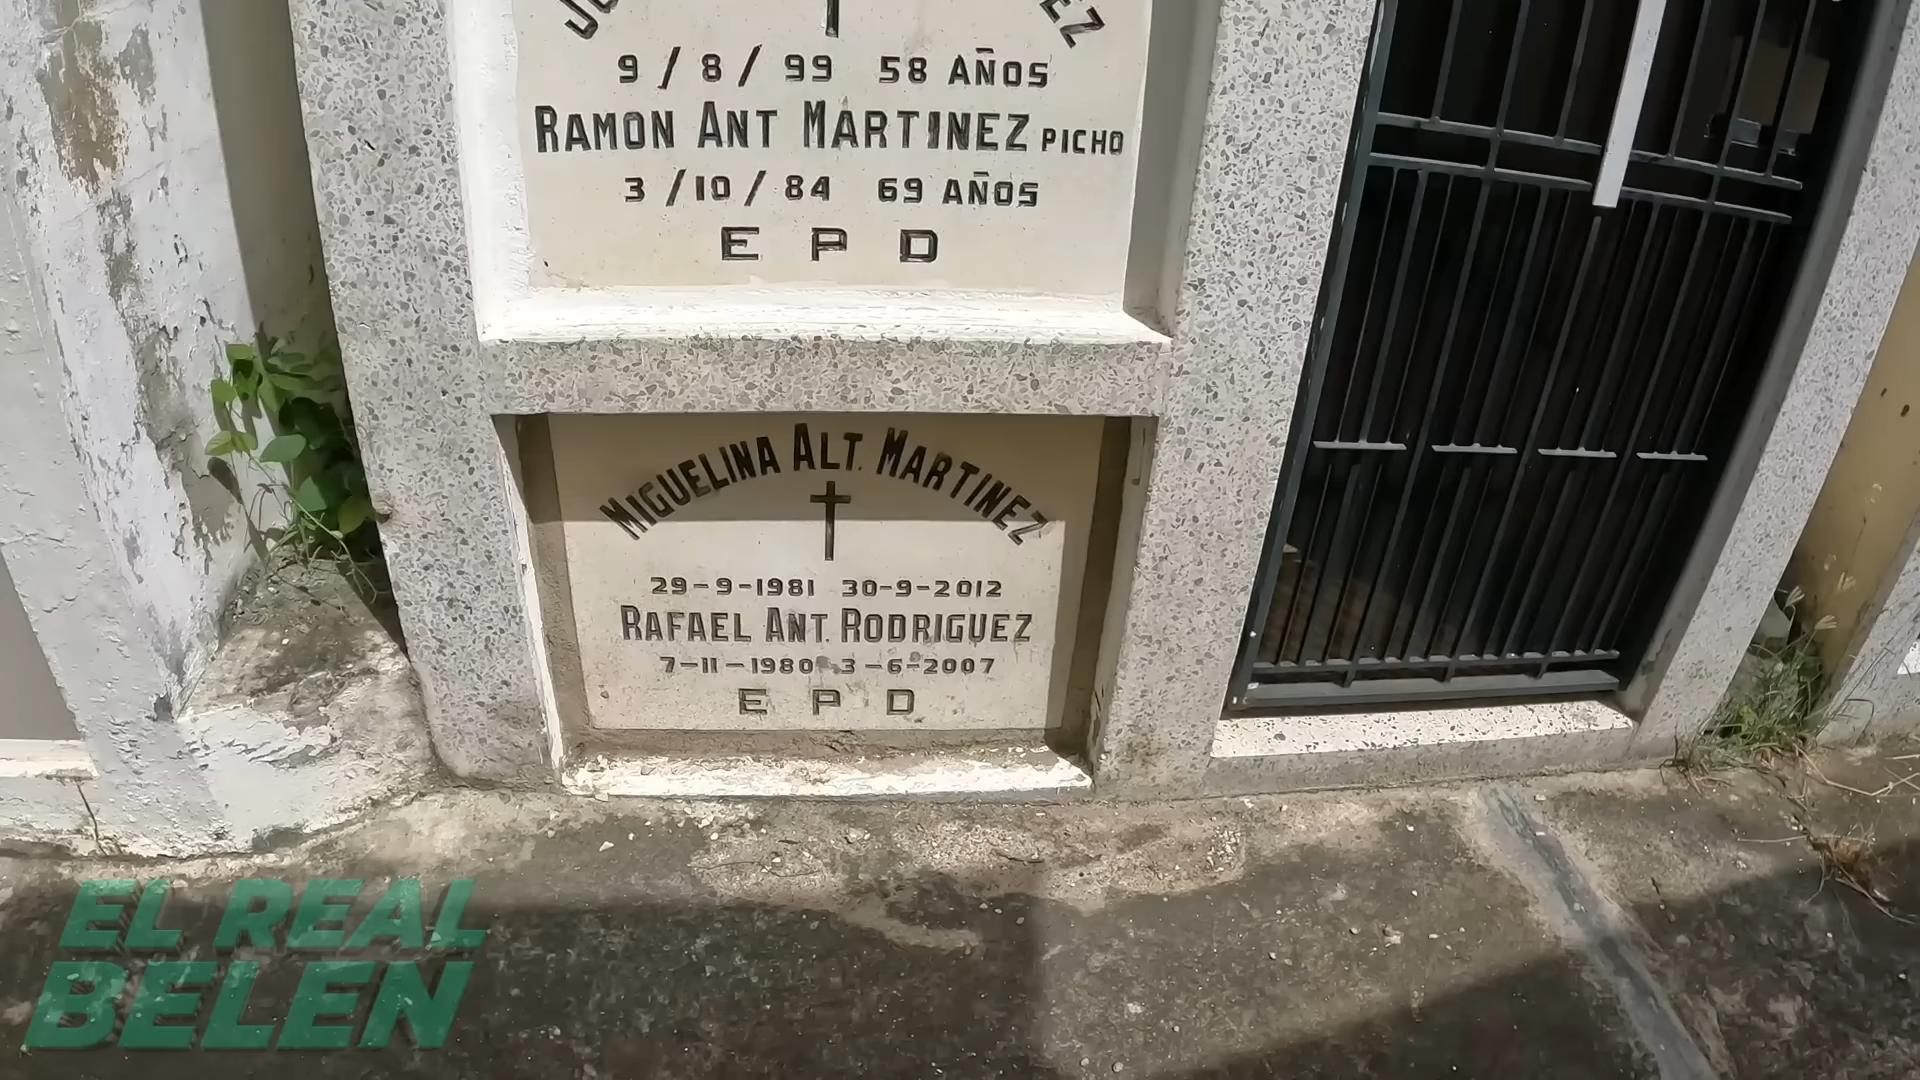 9 / 8 / 99 58 AÑOS
RAMON ANT MARTINEZ PICHO
3 / 10 / 84 69 AÑOS
E P D
MIGUELINA ALT. MARTINEZ
29-9-1981 30-9-2012
RAFAEL ANT. RODRIGUEZ
7-11-1980 3-6-2007
E P D
EL REAL
BELEN